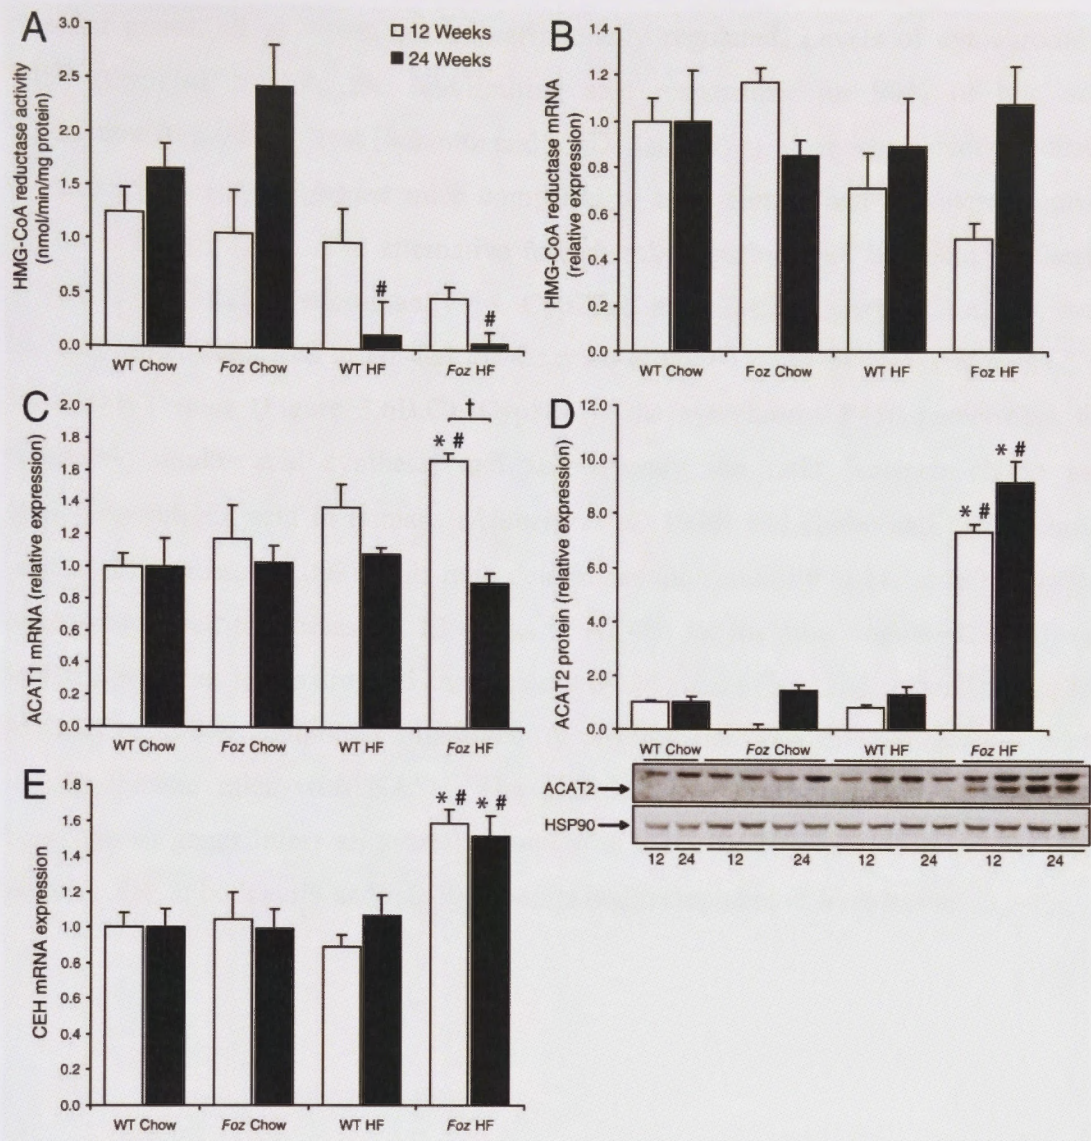 A
3.0
2.5
2.0
1.5
1.0
0.5
0.0
HMG-CoA reductase activity
(nmol/min/mg protein)
12 Weeks
24 Weeks
#
#
WT Chow
Foz Chow
WT HF
Foz HF
B
1.4
1.2
1.0
0.8
0.6
0.4
0.2
0.0
HMG-CoA reductase mRNA
(relative expression)
WT Chow
Foz Chow
WT HF
Foz HF
C
2.0
1.8
1.6
1.4
1.2
1.0
0.8
0.6
0.4
0.2
0.0
ACAT1 mRNA (relative expression)
* #
†
WT Chow
Foz Chow
WT HF
Foz HF
D
12.0
10.0
8.0
6.0
4.0
2.0
0.0
ACAT2 protein (relative expression)
* #
* #
WT Chow
Foz Chow
WT HF
Foz HF
ACAT2
HSP90
12 24 12 24 12 24 12 24
E
1.8
1.6
1.4
1.2
1.0
0.8
0.6
0.4
0.2
0.0
CEH mRNA expression
* #
* #
WT Chow
Foz Chow
WT HF
Foz HF